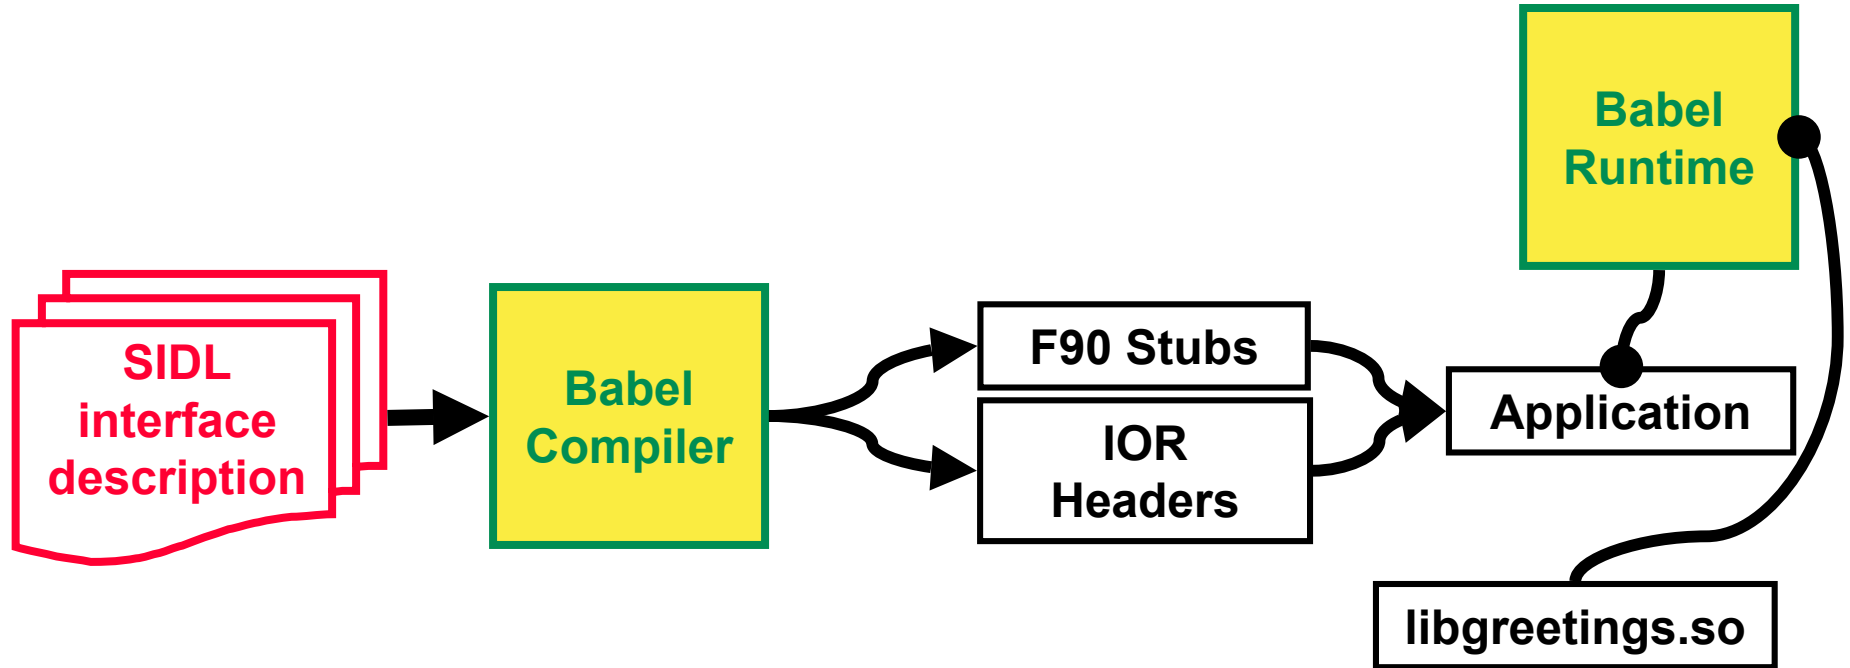 SIDL
interface
description
Babel
Compiler
F90 Stubs
IOR
Headers
Babel
Runtime
Application
libgreetings.so